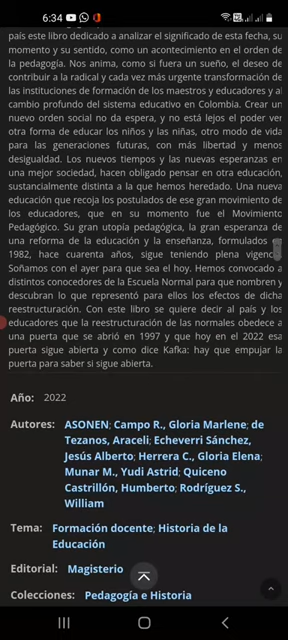 6:34
país este libro dedicado a analizar el significado de esta fecha, su
momento y su sentido, como un acontecimiento en el orden de
la pedagogía. Nos anima, como si fuera un sueño, el deseo de
contribuir a la radical y cada vez más urgente transformación de
las instituciones de formación de los maestros y educadores y al
cambio profundo del sistema educativo en Colombia. Crear un
nuevo orden social no da espera, y no está lejos el poder ver
otra forma de educar los niños y las niñas, otro modo de vida
para las generaciones futuras, con más libertad y menos
desigualdad. Los nuevos tiempos y las nuevas esperanzas en
una mejor sociedad, hacen obligado pensar en otra educación,
sustancialmente distinta a la que hemos heredado. Una nueva
educación que recoja los postulados de ese gran movimiento de
los educadores, que en su momento fue el Movimiento
Pedagógico. Su gran utopía pedagógica, la gran esperanza de
una reforma de la educación y la enseñanza, formulados
1982, hace cuarenta años, sigue teniendo plena vigenc
Soñamos con el ayer para que sea el hoy. Hemos convocado a
distintos conocedores de la Escuela Normal para que nombren y
descubran lo que representó para ellos los efectos de dicha
reestructuración. Con este libro se quiere decir al país y los
educadores que la reestructuración de las normales obedece a
una puerta que se abrió en 1997 y que hoy en el 2022 esa
puerta sigue abierta y como dice Kafka: hay que empujar la
puerta para saber si sigue abierta.
Año: 2022
Autores: ASONEN; Campo R., Gloria Marlene; de
Tezanos, Araceli; Echeverri Sánchez,
Jesús Alberto; Herrera C., Gloria Elena;
Munar M., Yudi Astrid; Quiceno
Castrillón, Humberto; Rodríguez S.,
William
Tema: Formación docente; Historia de la
Educación
Editorial: Magisterio
Colecciones: Pedagogía e Historia